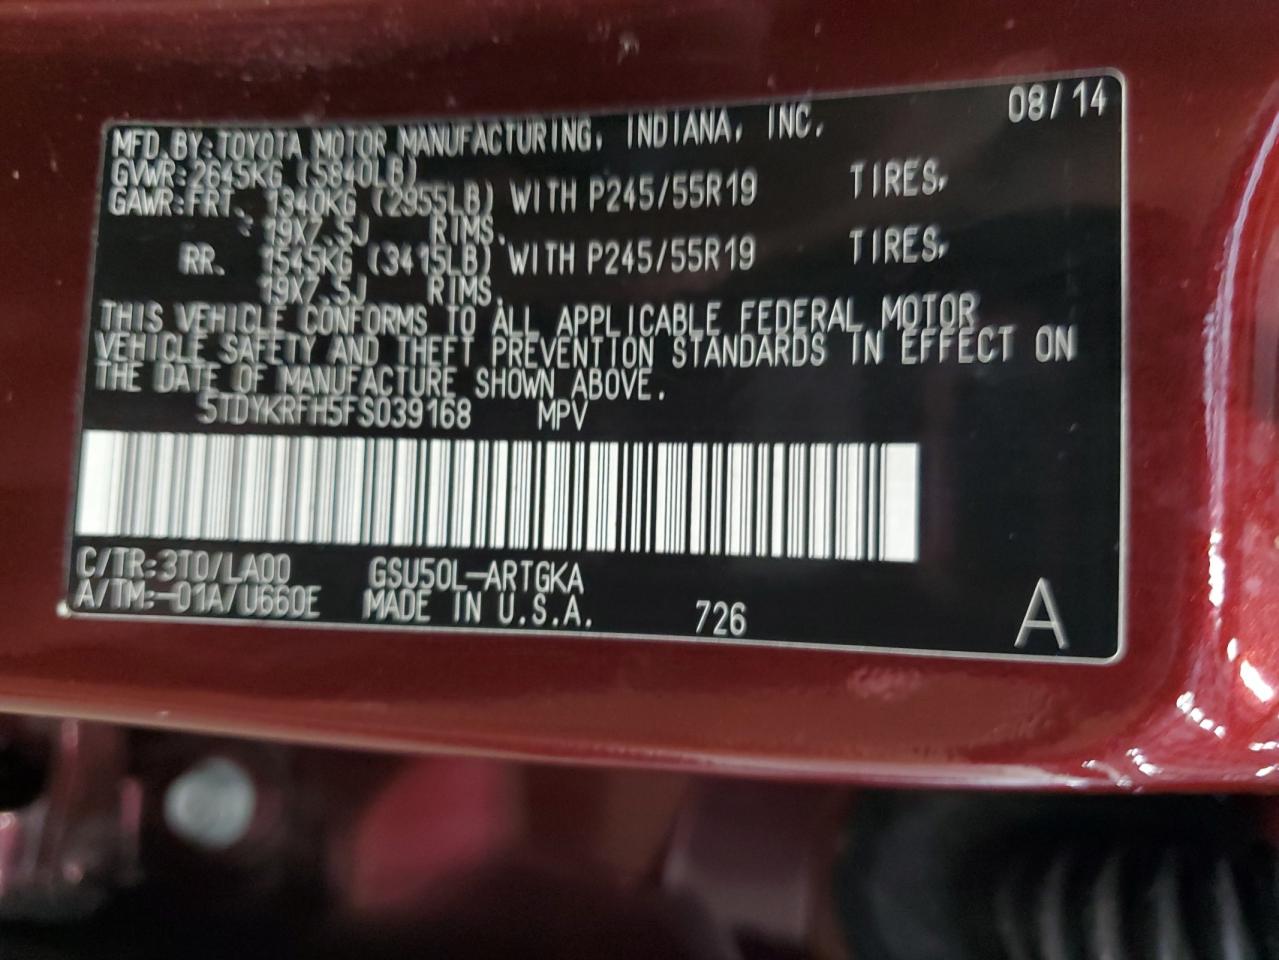 08/14
MFD.BY:TOYOTA MOTOR MANUFACTURING, INDIANA, INC.
GVWR:2645KG (5840LB)
GAWR:FRT. 1340KG (2955LB) WITH P245/55R19 TIRES,
19X7.5J RIMS,
RR. 1545KG (3415LB) WITH P245/55R19 TIRES,
19X7.5J RIMS.
THIS VEHICLE CONFORMS TO ALL APPLICABLE FEDERAL MOTOR
VEHICLE SAFETY AND THEFT PREVENTION STANDARDS IN EFFECT ON
THE DATE OF MANUFACTURE SHOWN ABOVE.
5TDYKRFH5FS039168 MPV
C/TR:3T0/LA00 GSU50L-ARTGKA
A/TM:-01A/U660E MADE IN U.S.A. 726 A